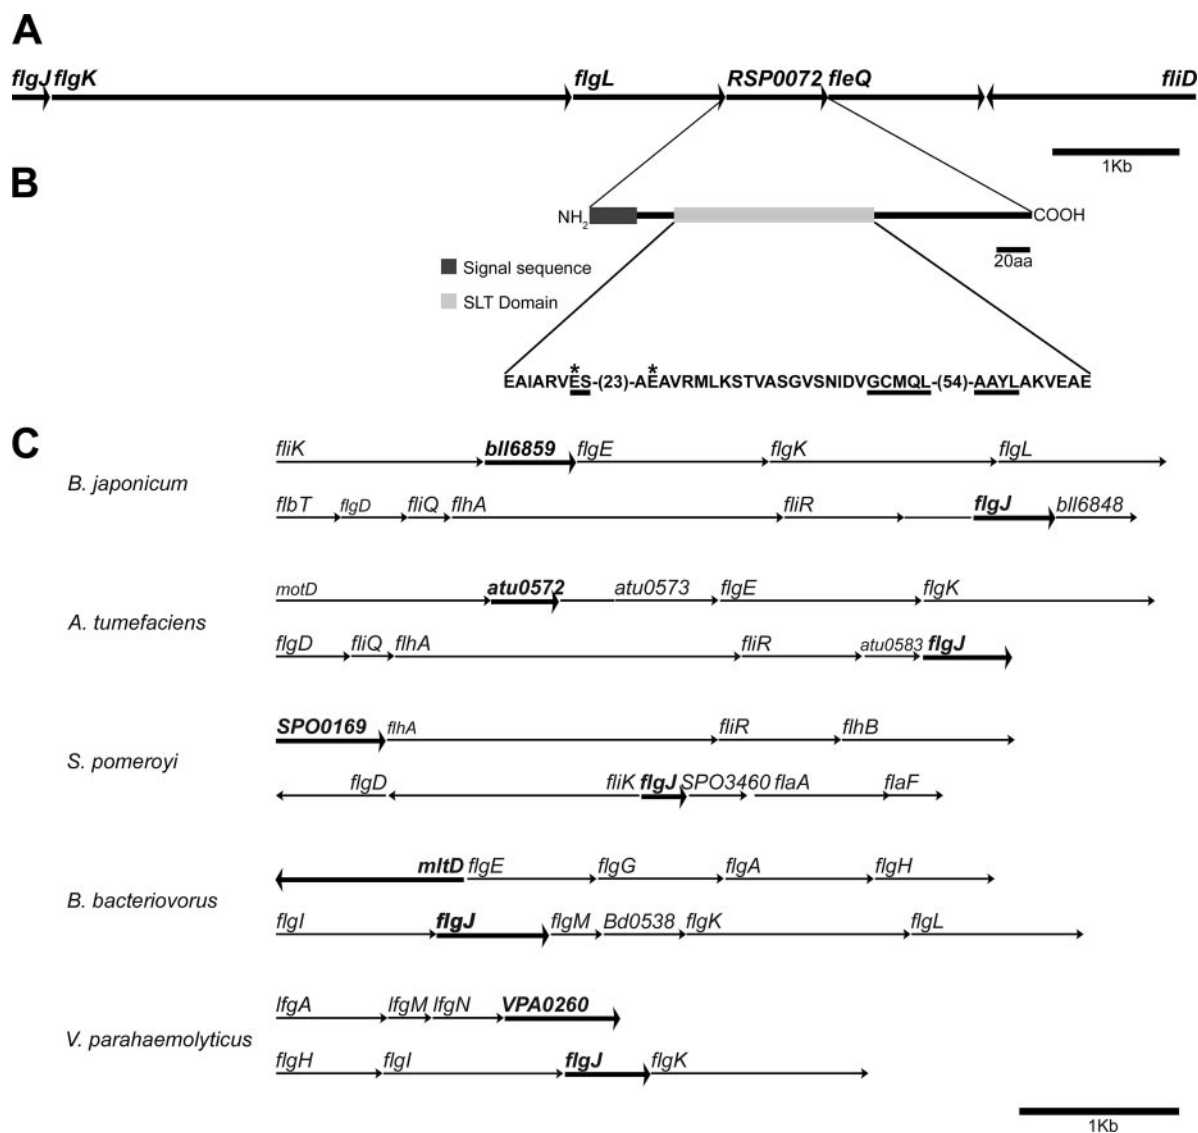 A
flgJ flgK flgL RSP0072 fleQ fliD
1Kb
B
NH2 COOH
20aa
Signal sequence
SLT Domain
* *
EAIARVES-(23)-AEAVRMLKSTVASGVSNIDVGCMQL-(54)-AAYLAKVEAE
C
fliK bll6859 flgE flgK flgL
B. japonicum
flbT flgD fliQ flhA fliR flgJ bll6848
motD atu0572 atu0573 flgE flgK
A. tumefaciens
flgD fliQ flhA fliR atu0583 flgJ
SPO0169 flhA fliR flhB
S. pomeroyi
flgD fliK flgJ SPO3460 flaA flaF
mltD flgE flgG flgA flgH
B. bacteriovorus
flgI flgJ flgM Bd0538 flgK flgL
lfgA lfgM lfgN VPA0260
V. parahaemolyticus
flgH flgI flgJ flgK
1Kb